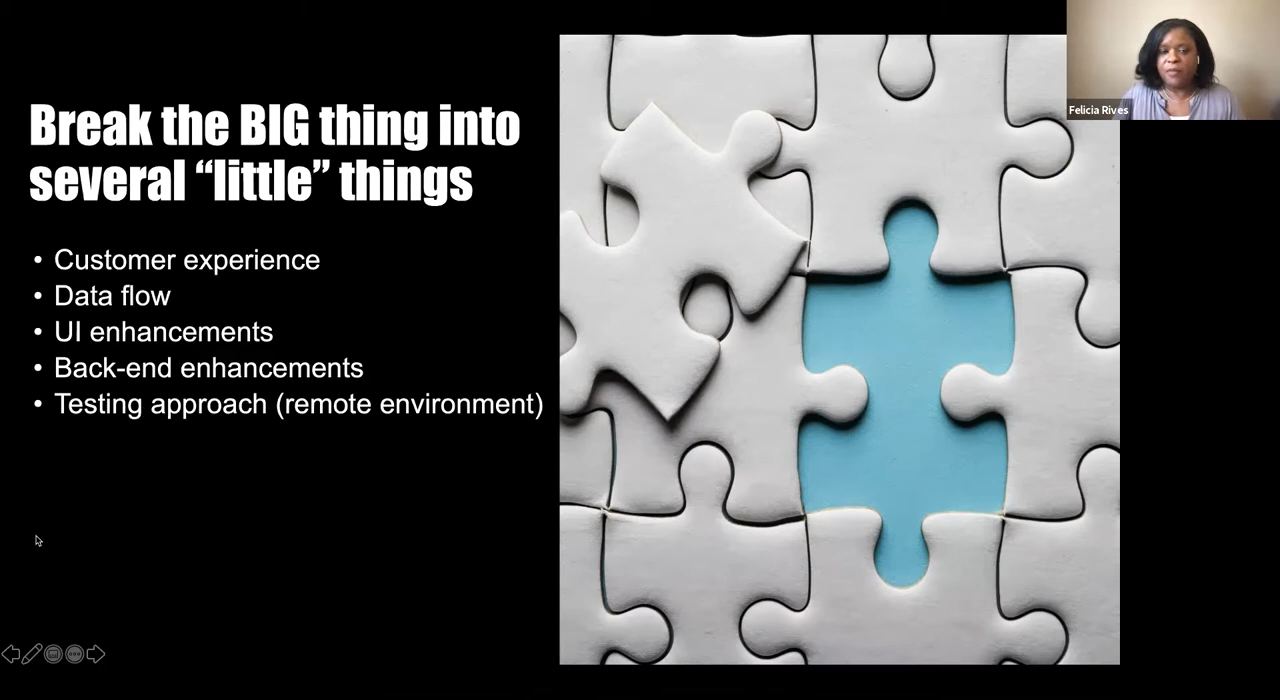 Break the BIG thing into
several “little” things
• Customer experience
• Data flow
• UI enhancements
• Back-end enhancements
• Testing approach (remote environment)
Felicia Rives